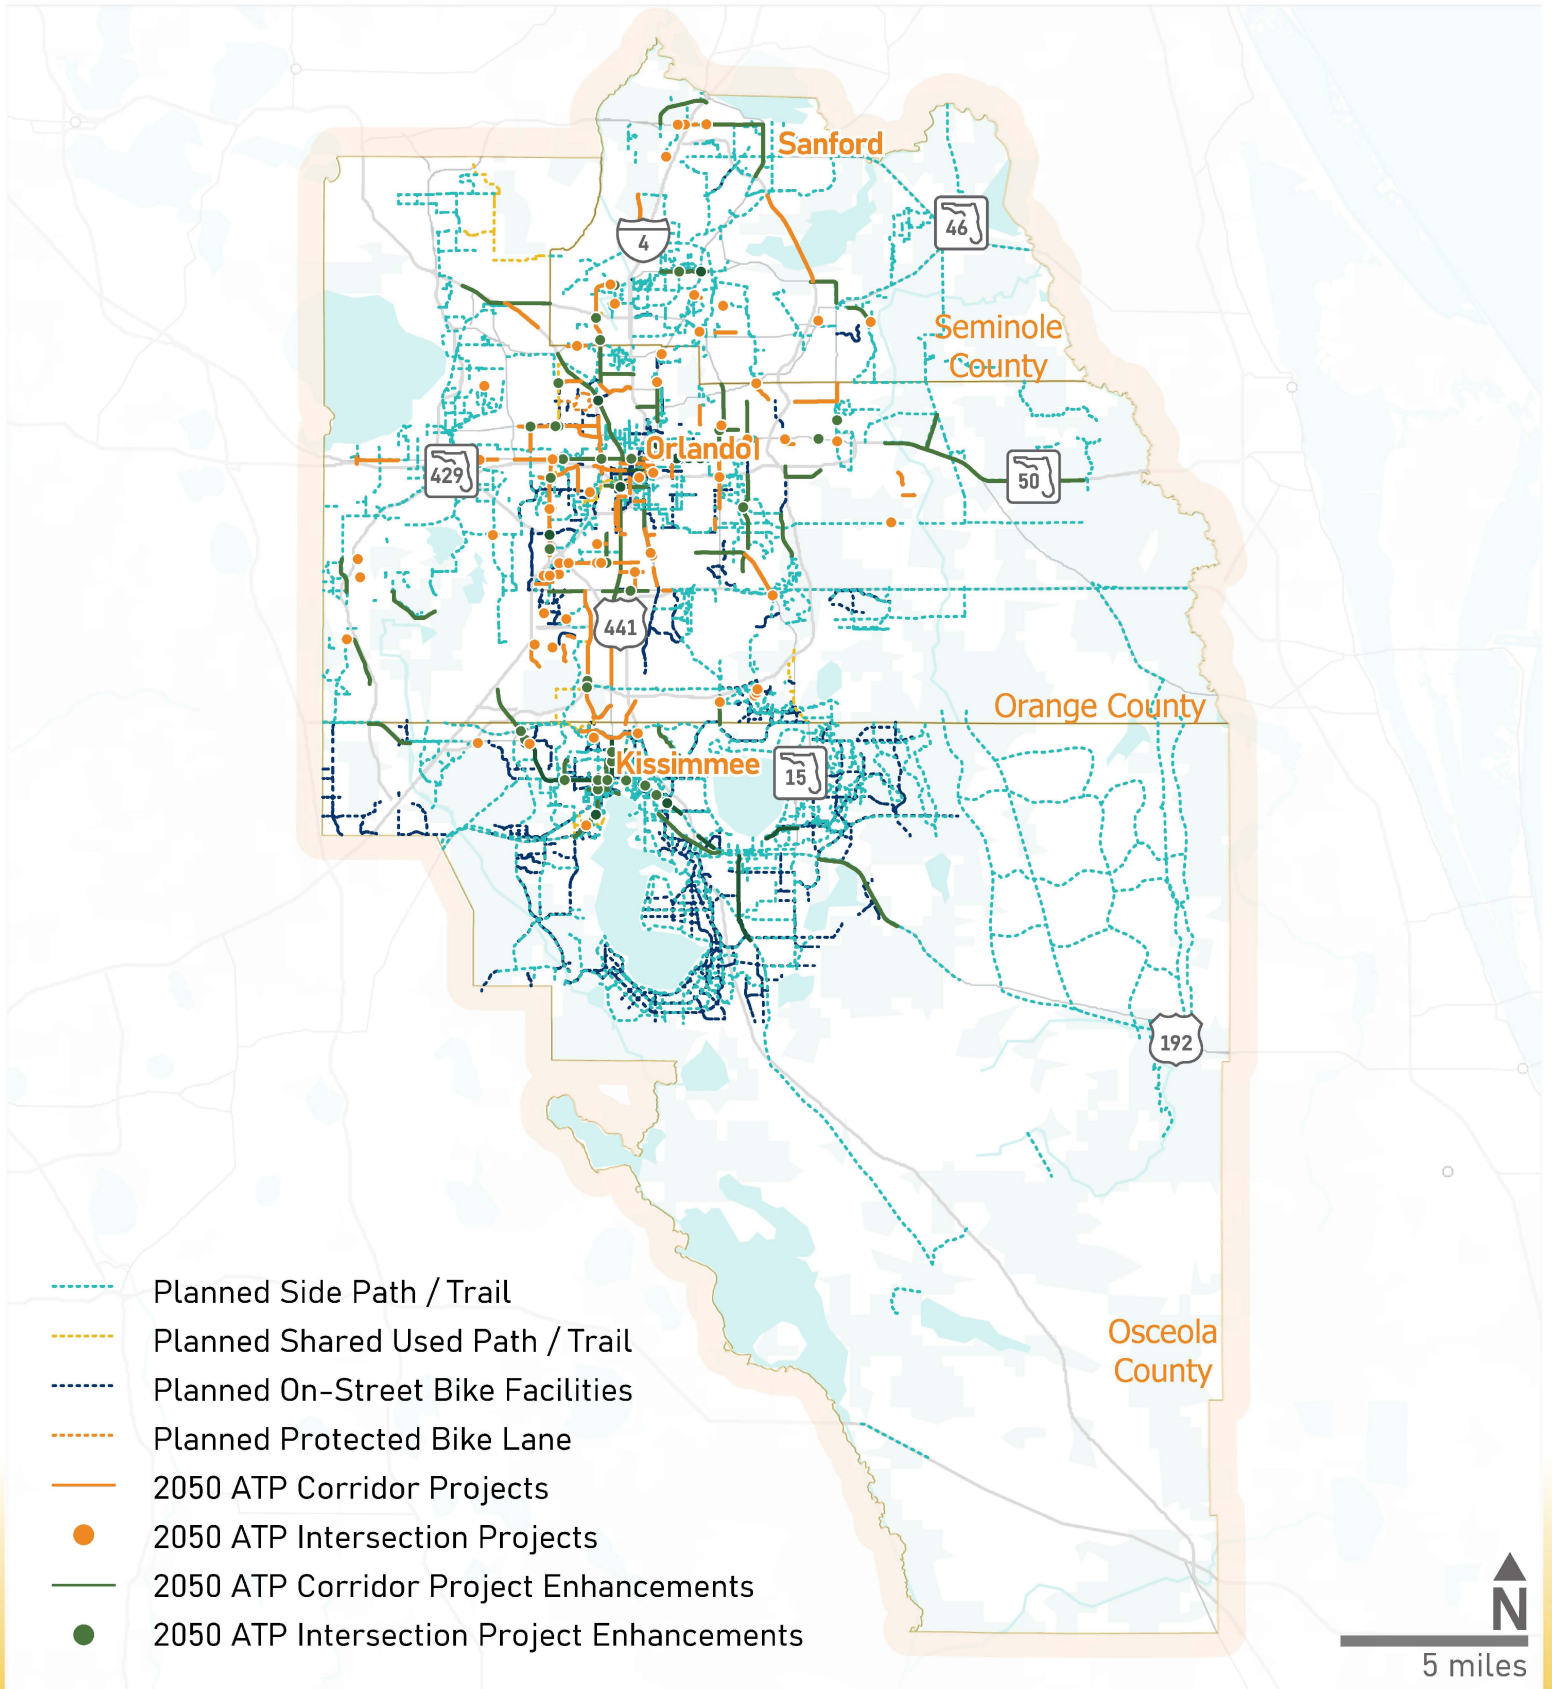 Sanford
46
4
Seminole
County
Orlando
429
50
441
Orange County
Kissimmee
15
192
Osceola
County
Planned Side Path / Trail
Planned Shared Used Path / Trail
Planned On-Street Bike Facilities
Planned Protected Bike Lane
2050 ATP Corridor Projects
2050 ATP Intersection Projects
2050 ATP Corridor Project Enhancements
2050 ATP Intersection Project Enhancements
N
5 miles